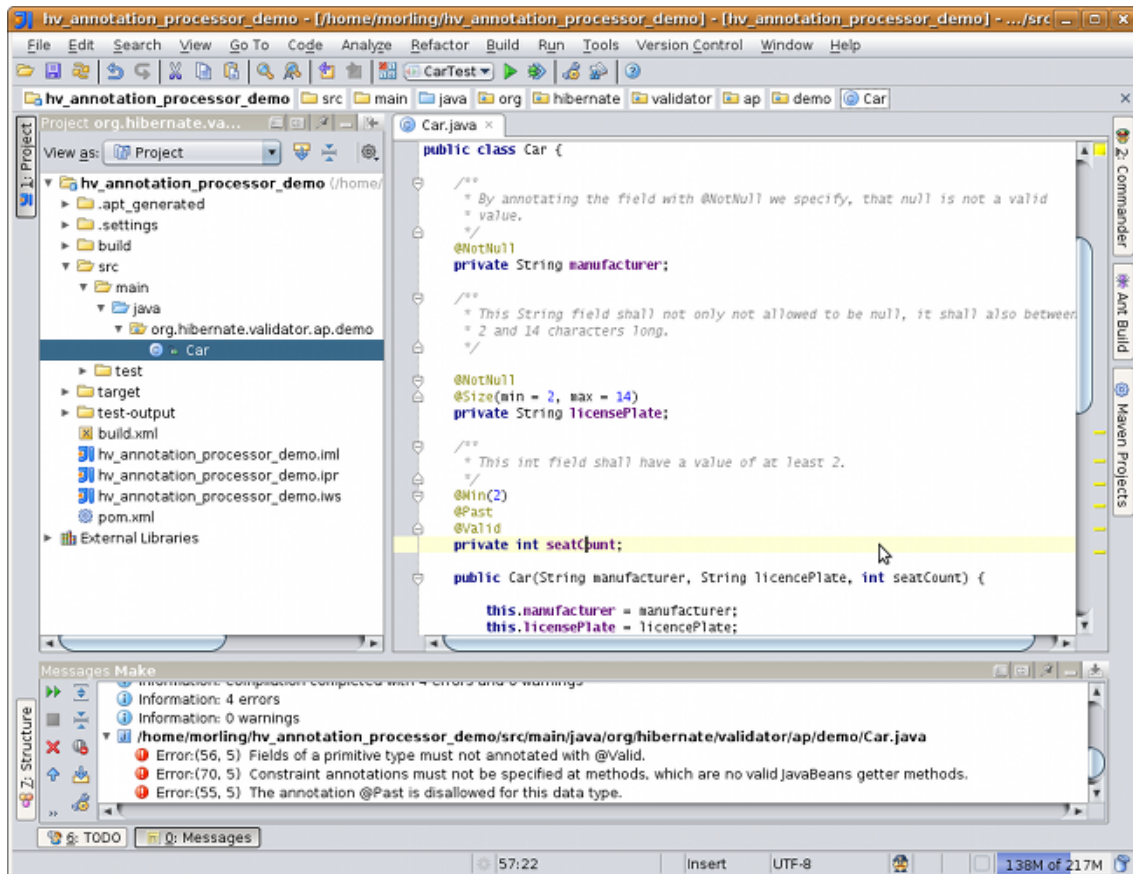 hv_annotation_processor_demo - [/home/morling/hv_annotation_processor_demo] - [hv_annotation_processor_demo] - .../src
File Edit Search View Go To Code Analyze Refactor Build Run Tools Version Control Window Help
CarTest
hv_annotation_processor_demo src main java org hibernate validator ap demo Car
1: Project
Project org.hibernate.va...
View as: Project
hv_annotation_processor_demo (/home/
.apt_generated
.settings
build
src
main
java
org.hibernate.validator.ap.demo
Car
test
target
test-output
build.xml
hv_annotation_processor_demo.iml
hv_annotation_processor_demo.ipr
hv_annotation_processor_demo.iws
pom.xml
External Libraries
Car.java
public class Car {
/**
* By annotating the field with @NotNull we specify, that null is not a valid
* value.
*/
@NotNull
private String manufacturer;
/**
* This String field shall not only not allowed to be null, it shall also between
* 2 and 14 characters long.
*/
@NotNull
@Size(min = 2, max = 14)
private String licensePlate;
/**
* This int field shall have a value of at least 2.
*/
@Min(2)
@Past
@Valid
private int seatCount;
public Car(String manufacturer, String licencePlate, int seatCount) {
this.manufacturer = manufacturer;
this.licensePlate = licencePlate;
2: Commander
Ant Build
Maven Projects
Messages Make
Information: Compilation completed with 4 errors and 0 warnings
Information: 4 errors
Information: 0 warnings
/home/morling/hv_annotation_processor_demo/src/main/java/org/hibernate/validator/ap/demo/Car.java
Error:(56, 5) Fields of a primitive type must not annotated with @Valid.
Error:(70, 5) Constraint annotations must not be specified at methods, which are no valid JavaBeans getter methods.
Error:(55, 5) The annotation @Past is disallowed for this data type.
Z: Structure
6: TODO 0: Messages
57:22 Insert UTF-8 138M of 217M